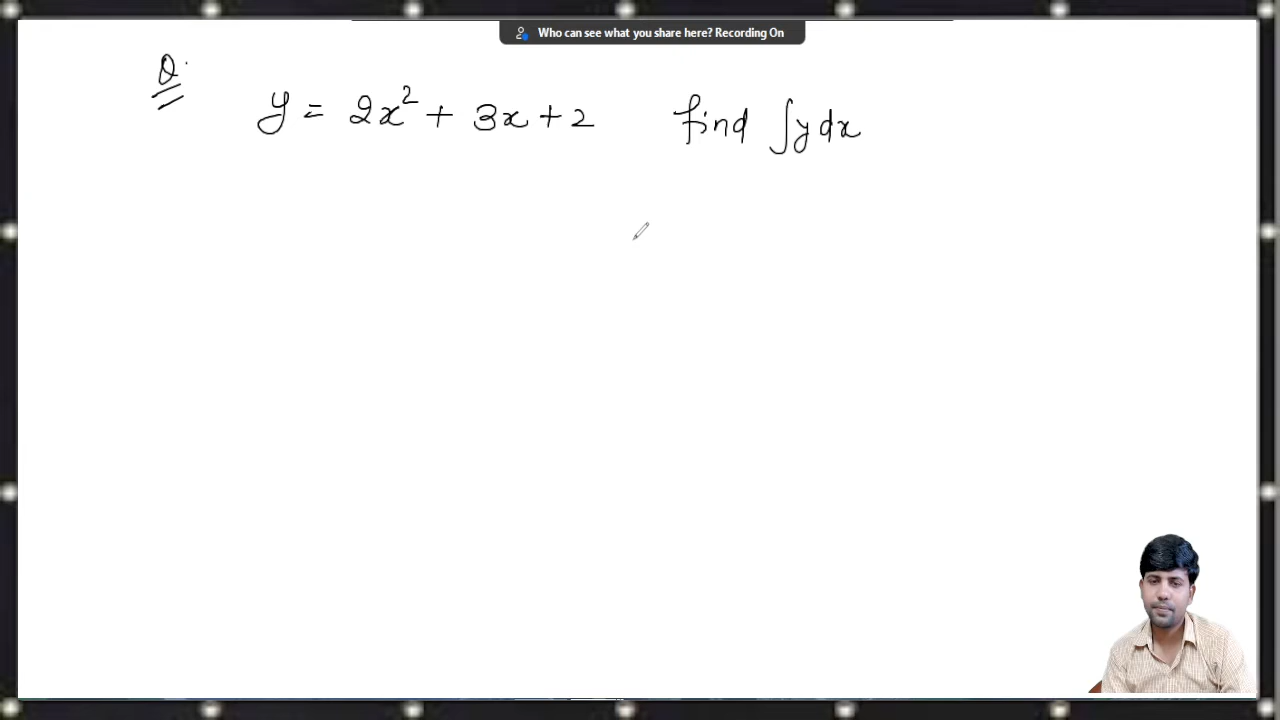 Who can see what you share here? Recording On
Q.
y = 2x² + 3x + 2 find ∫y dx